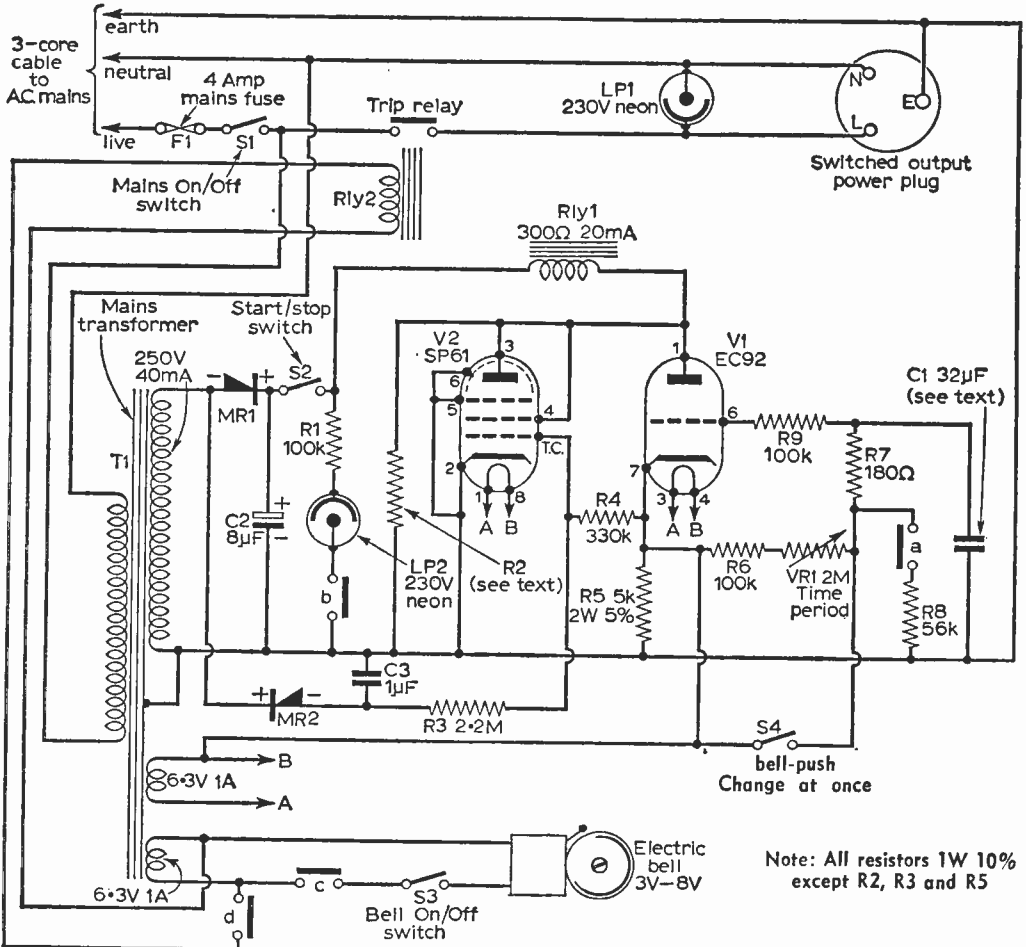 earth
3-core
cable
to
A.C. mains
neutral
4 Amp
mains fuse
live
F1
S1
Mains On/Off
switch
Trip relay
LP1
230V neon
N
E
L
Switched output
power plug
Rly2
Rly1
300Ω 20mA
Mains
transformer
Start/stop
switch
250V
40mA
- +
MR1
S2
T1
R1
100k
C2
8µF
+
-
LP2
230V
neon
b
R2
(see text)
V2
SP61
3
6
5
4
T.C.
2
1
8
A B
V1
EC92
1
6
7
3
4
A B
R9
100k
C1 32µF
(see text)
R7
180Ω
R4
330k
R6
100k
VR1 2M
Time
period
a
R8
56k
R5 5k
2W 5%
C3
1µF
+ -
MR2
R3 2·2M
S4
bell-push
Change at once
6·3V 1A
B
A
6·3V 1A
c
d
S3
Bell On/Off
switch
Electric
bell
3V–8V
Note: All resistors 1W 10%
except R2, R3 and R5